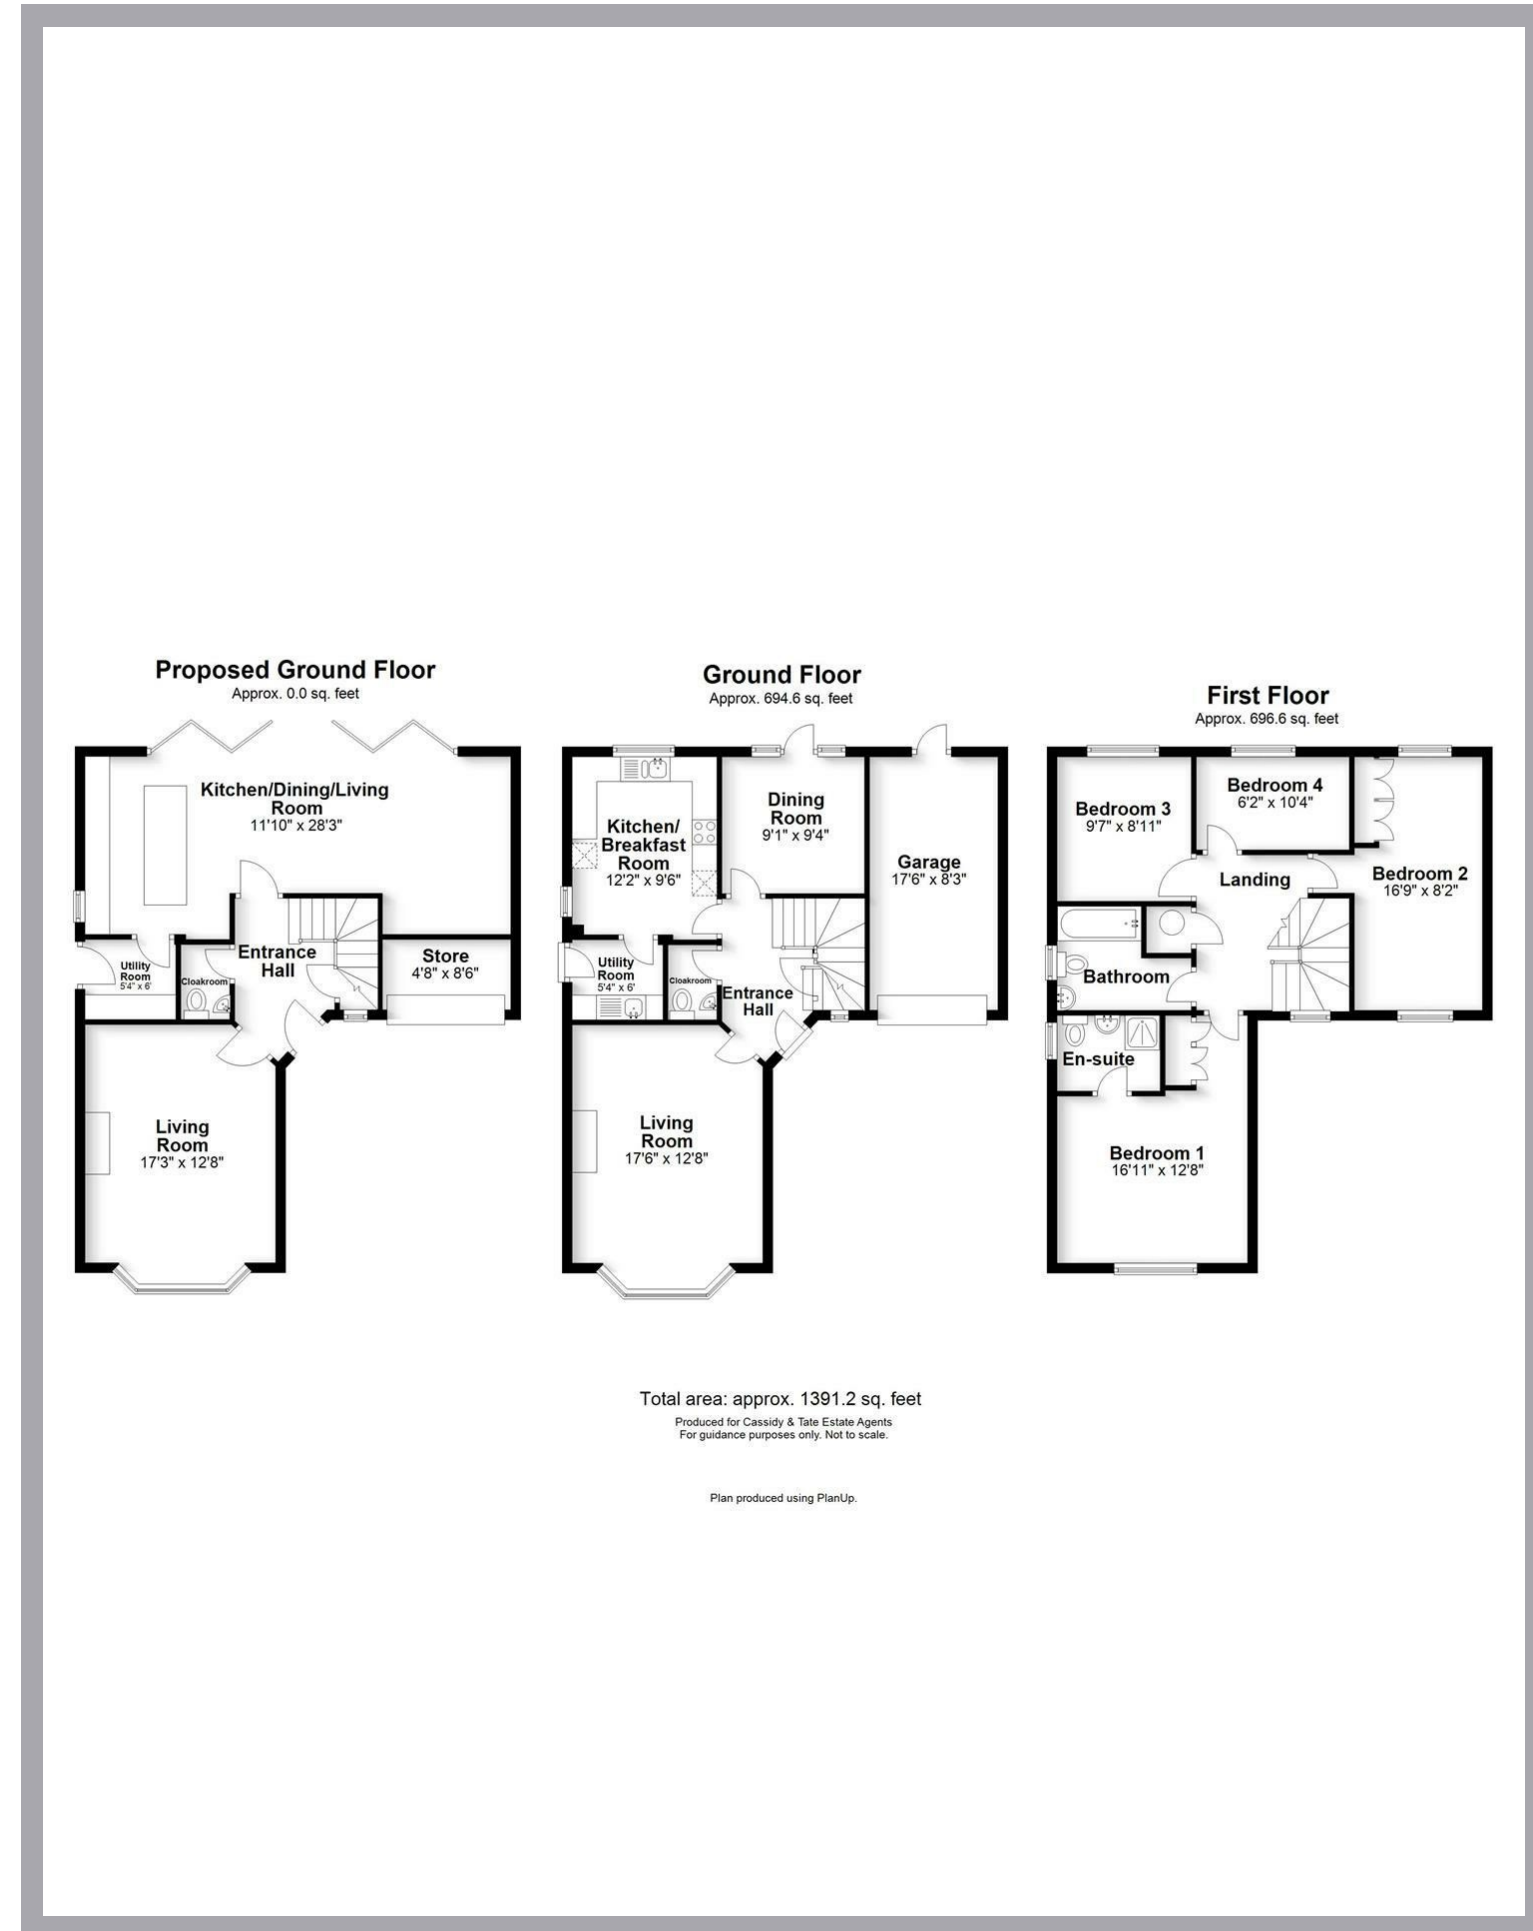 Proposed Ground Floor
Approx. 0.0 sq. feet
Kitchen/Dining/Living
Room
11'10" x 28'3"
Utility
Room
5'4" x 6'
Cloakroom
Entrance
Hall
Store
4'8" x 8'6"
Living
Room
17'3" x 12'8"
Ground Floor
Approx. 694.6 sq. feet
Kitchen/
Breakfast
Room
12'2" x 9'6"
Dining
Room
9'1" x 9'4"
Garage
17'6" x 8'3"
Utility
Room
5'4" x 6'
Cloakroom
Entrance
Hall
Living
Room
17'6" x 12'8"
First Floor
Approx. 696.6 sq. feet
Bedroom 3
9'7" x 8'11"
Bedroom 4
6'2" x 10'4"
Bedroom 2
16'9" x 8'2"
Landing
Bathroom
En-suite
Bedroom 1
16'11" x 12'8"
Total area: approx. 1391.2 sq. feet
Produced for Cassidy & Tate Estate Agents
For guidance purposes only. Not to scale.
Plan produced using PlanUp.